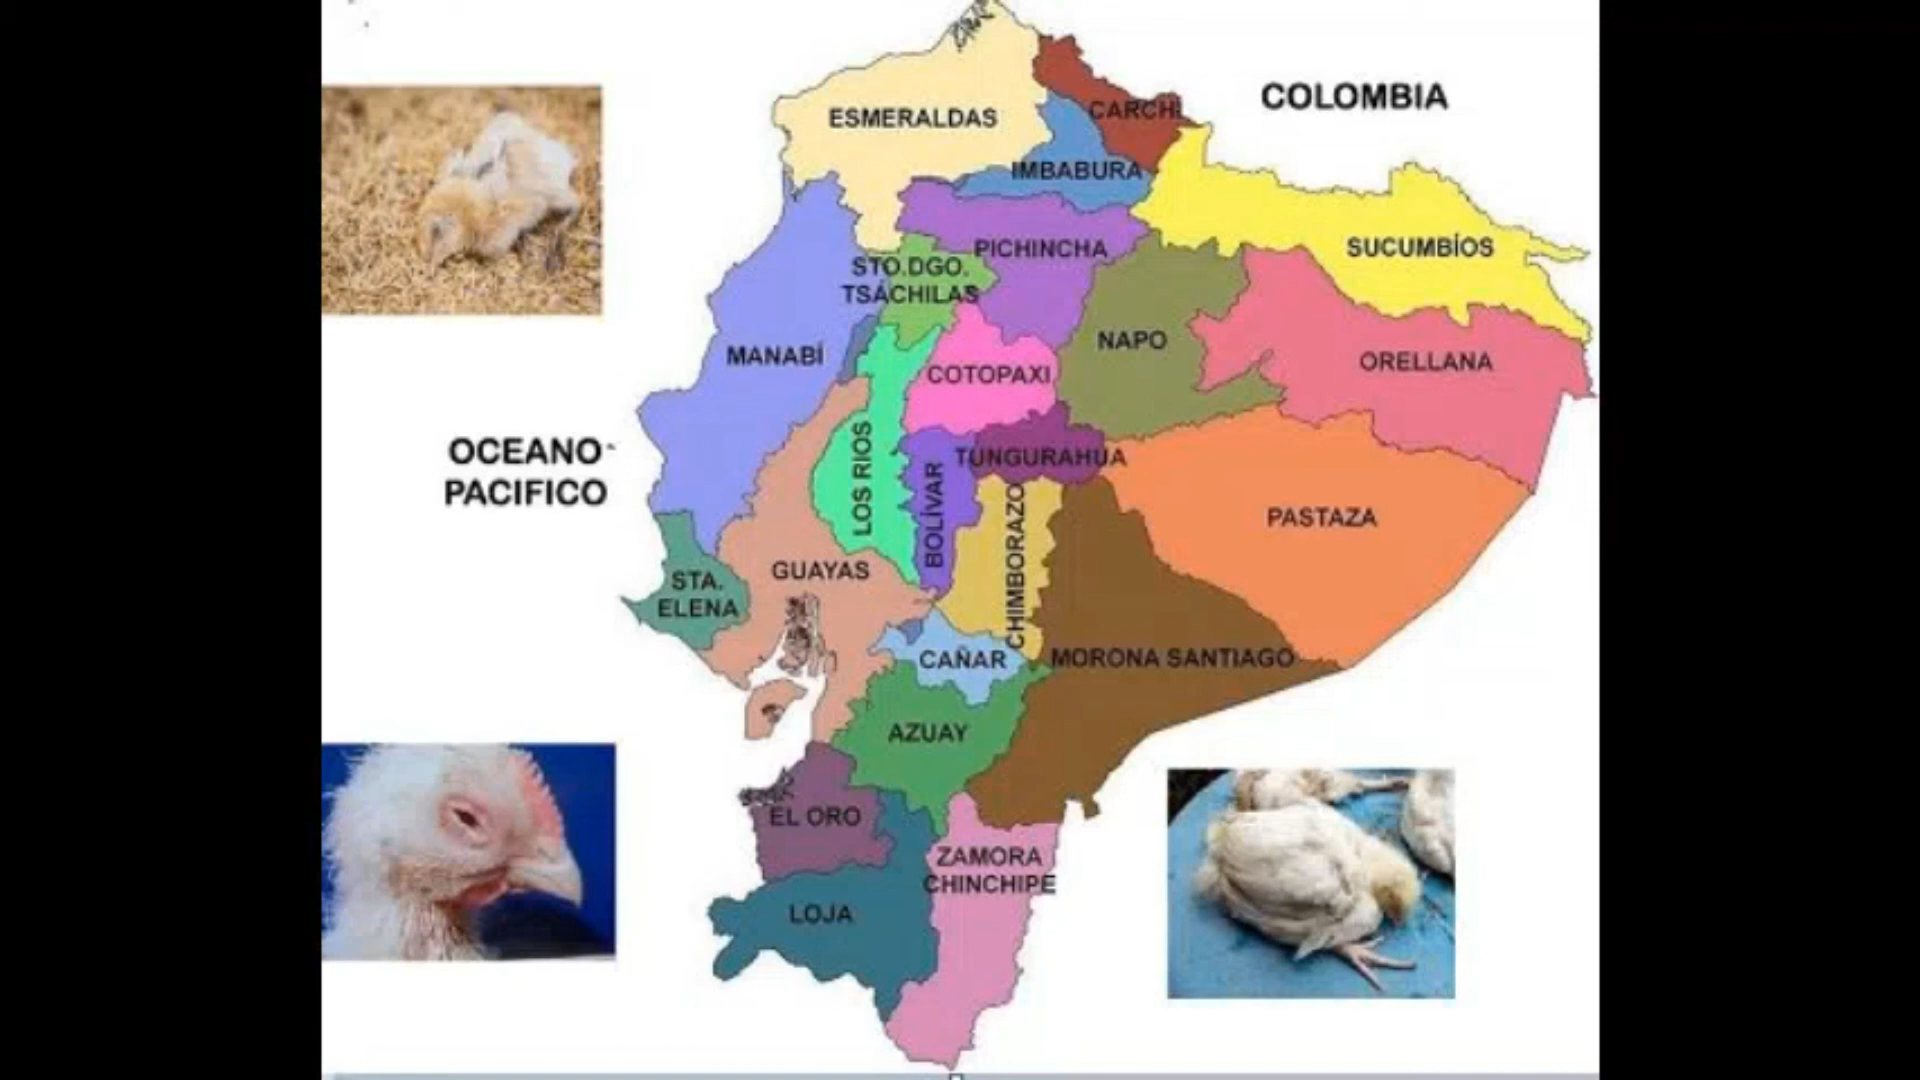 ESMERALDAS
CARCHI
COLOMBIA
IMBABURA
SUCUMBÍOS
PICHINCHA
STO.DGO.
TSÁCHILAS
NAPO
MANABÍ
ORELLANA
COTOPAXI
OCEANO
PACIFICO
LOS RIOS
TUNGURAHUA
BOLÍVAR
CHIMBORAZO
PASTAZA
GUAYAS
STA.
ELENA
CAÑAR
MORONA SANTIAGO
AZUAY
EL ORO
ZAMORA
CHINCHIPE
LOJA